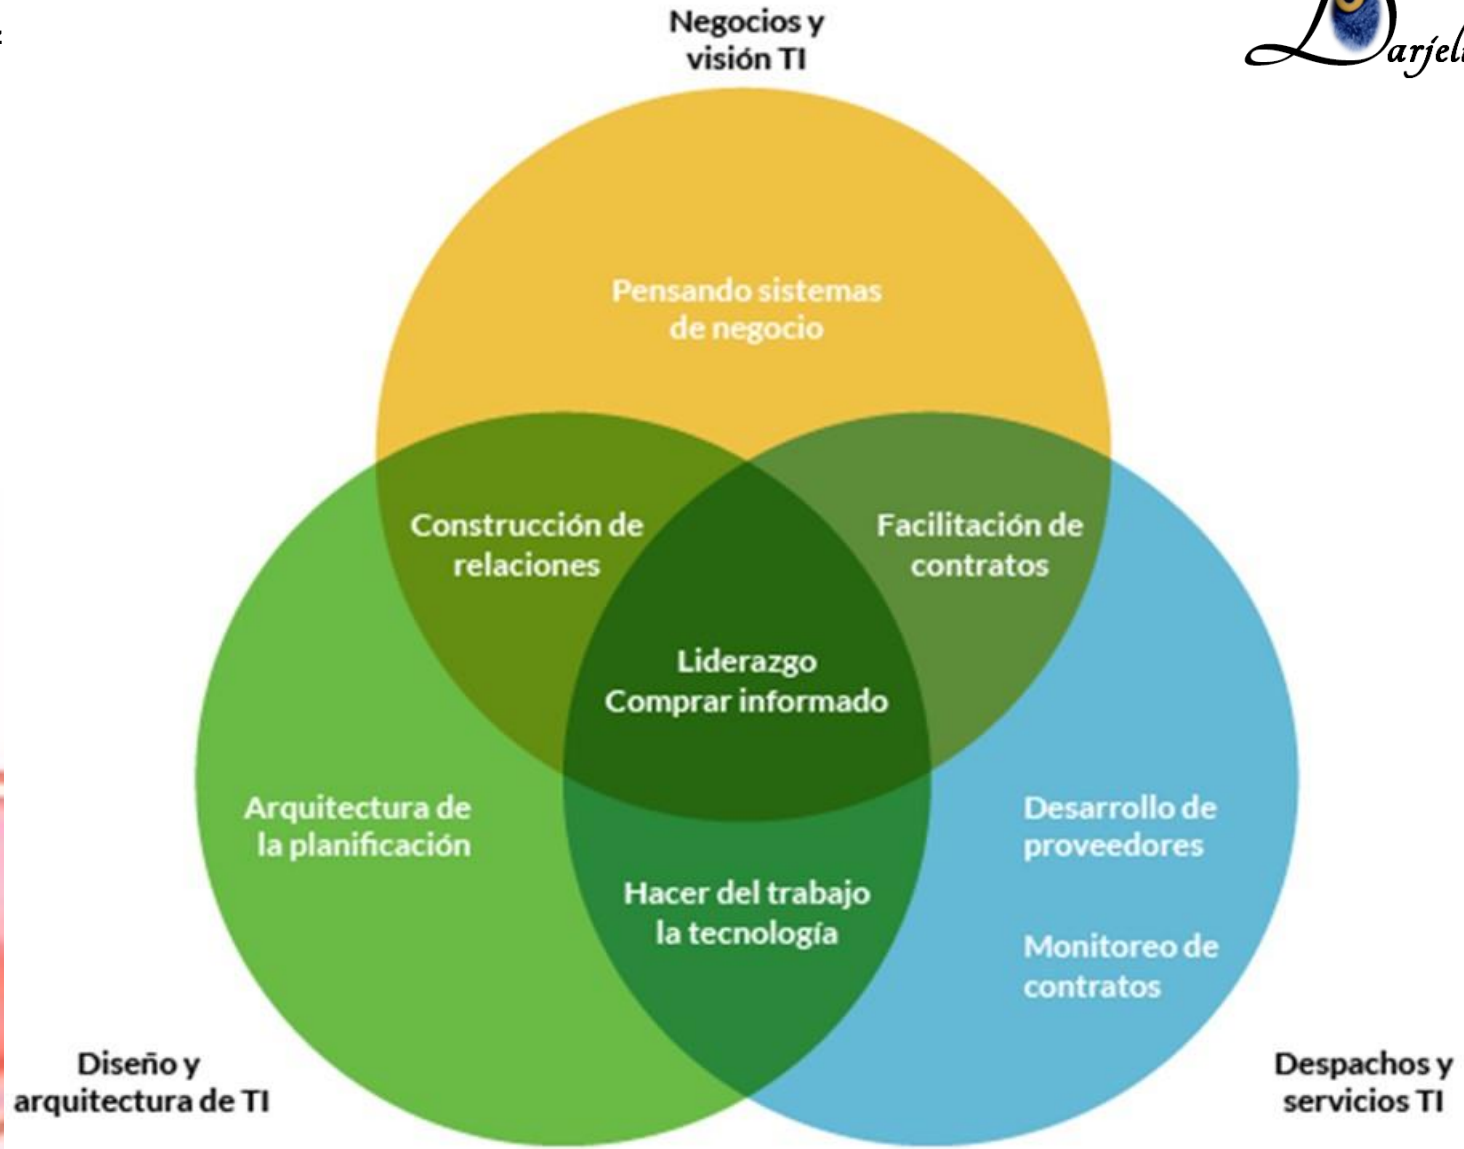 Negocios y
visión TI
Pensando sistemas
de negocio
Construcción de
relaciones
Facilitación de
contratos
Liderazgo
Comprar informado
Arquitectura de
la planificación
Desarrollo de
proveedores
Hacer del trabajo
la tecnología
Monitoreo de
contratos
Diseño y
arquitectura de TI
Despachos y
servicios TI